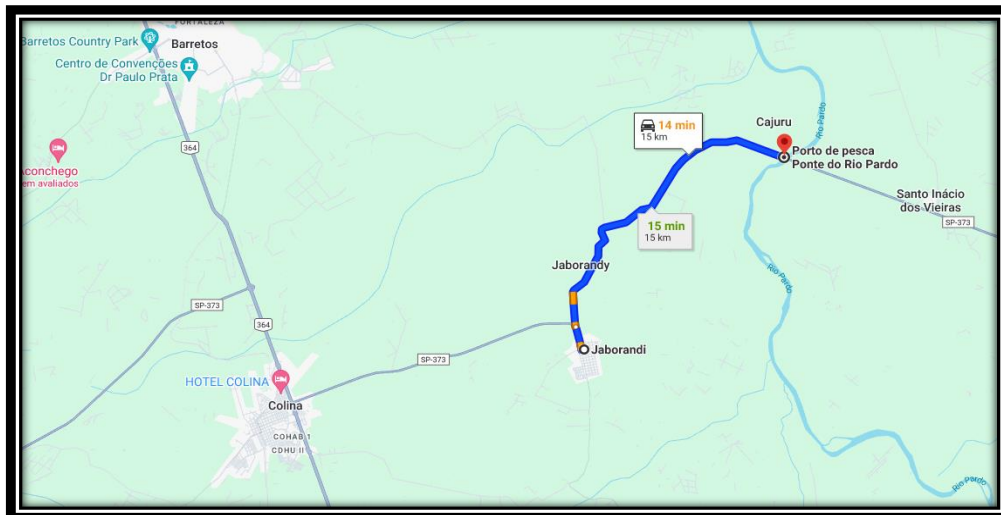 FORTALEZA
Barretos Country Park
Barretos
Centro de Convenções
Dr Paulo Prata
364
Aconchego
em avaliados
14 min
15 km
Cajuru
Rio Pardo
Porto de pesca
Ponte do Rio Pardo
Santo Inácio
dos Vieiras
SP-373
15 min
15 km
Jaborandy
Rio Pardo
SP-373
364
SP-373
Jaborandi
HOTEL COLINA
Colina
COHAB 1
CDHU II
Rio Pardo